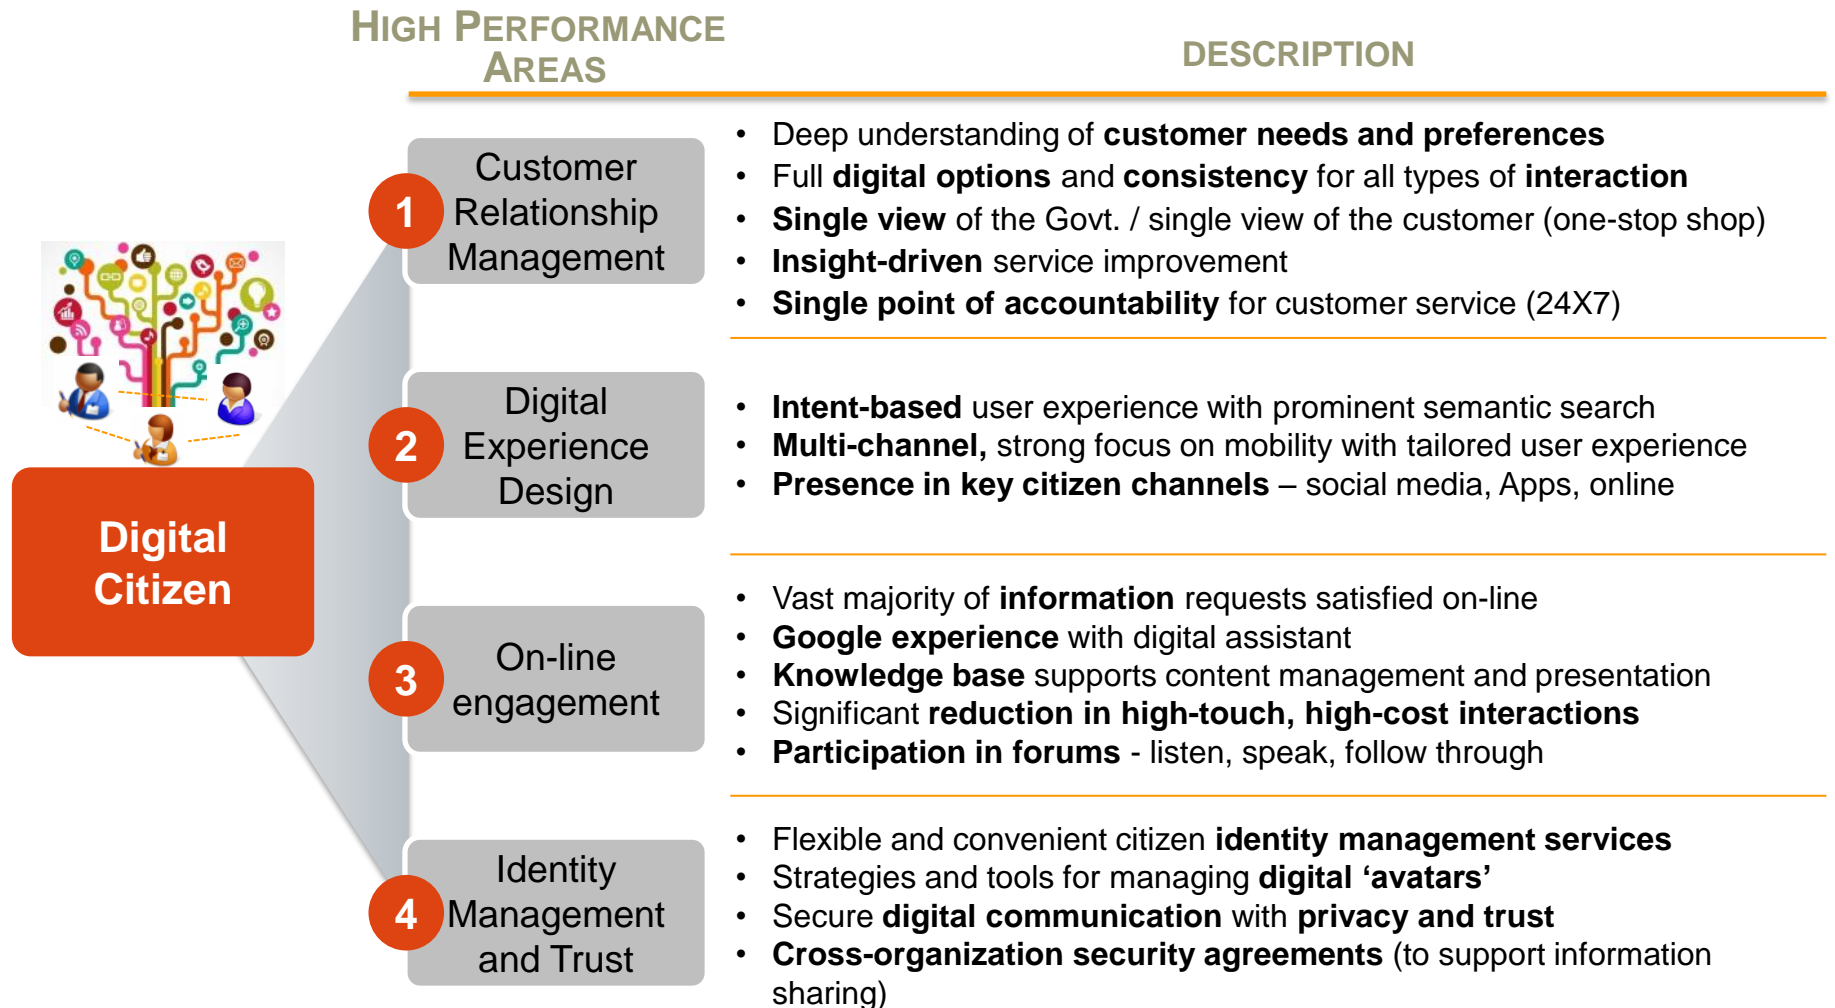 HIGH PERFORMANCE
AREAS
DESCRIPTION
Digital
Citizen
1
Customer
Relationship
Management
• Deep understanding of customer needs and preferences
• Full digital options and consistency for all types of interaction
• Single view of the Govt. / single view of the customer (one-stop shop)
• Insight-driven service improvement
• Single point of accountability for customer service (24X7)
2
Digital
Experience
Design
• Intent-based user experience with prominent semantic search
• Multi-channel, strong focus on mobility with tailored user experience
• Presence in key citizen channels – social media, Apps, online
3
On-line
engagement
• Vast majority of information requests satisfied on-line
• Google experience with digital assistant
• Knowledge base supports content management and presentation
• Significant reduction in high-touch, high-cost interactions
• Participation in forums - listen, speak, follow through
4
Identity
Management
and Trust
• Flexible and convenient citizen identity management services
• Strategies and tools for managing digital ‘avatars’
• Secure digital communication with privacy and trust
• Cross-organization security agreements (to support information
sharing)